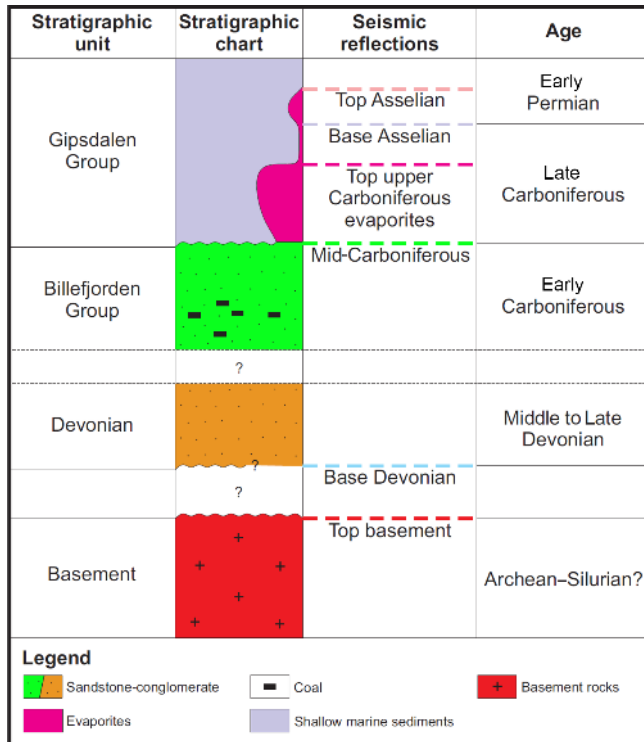 Stratigraphic unit
Stratigraphic chart
Seismic reflections
Age
Gipsdalen
Group
Top Asselian
Base Asselian
Top upper
Carboniferous
evaporites
Early
Permian
Late
Carboniferous
Mid-Carboniferous
Billefjorden
Group
Early
Carboniferous
?
Devonian
Middle to Late
Devonian
?
Base Devonian
?
Top basement
Basement
+
+ +
+
+ +
Archean–Silurian?
Legend
Sandstone-conglomerate
Coal
+ Basement rocks
Evaporites
Shallow marine sediments